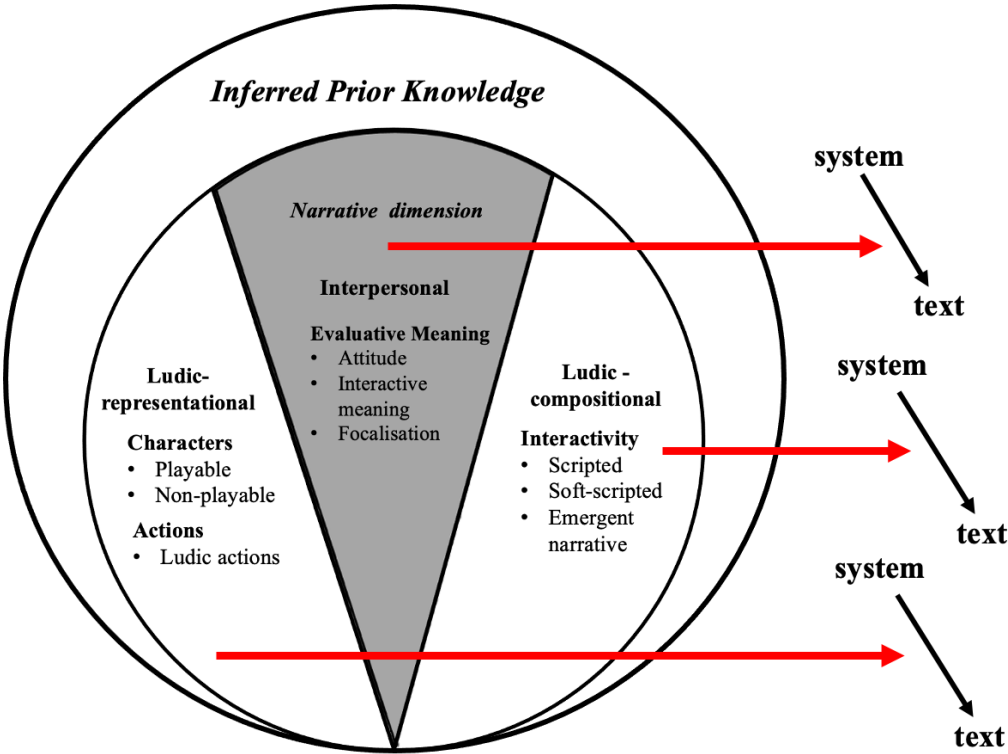 Inferred Prior Knowledge
Narrative dimension
Interpersonal
Evaluative Meaning
• Attitude
• Interactive
meaning
• Focalisation
Ludic-
representational
Characters
• Playable
• Non-playable
Actions
• Ludic actions
Ludic -
compositional
Interactivity
• Scripted
• Soft-scripted
• Emergent
narrative
system
text
system
text
system
text